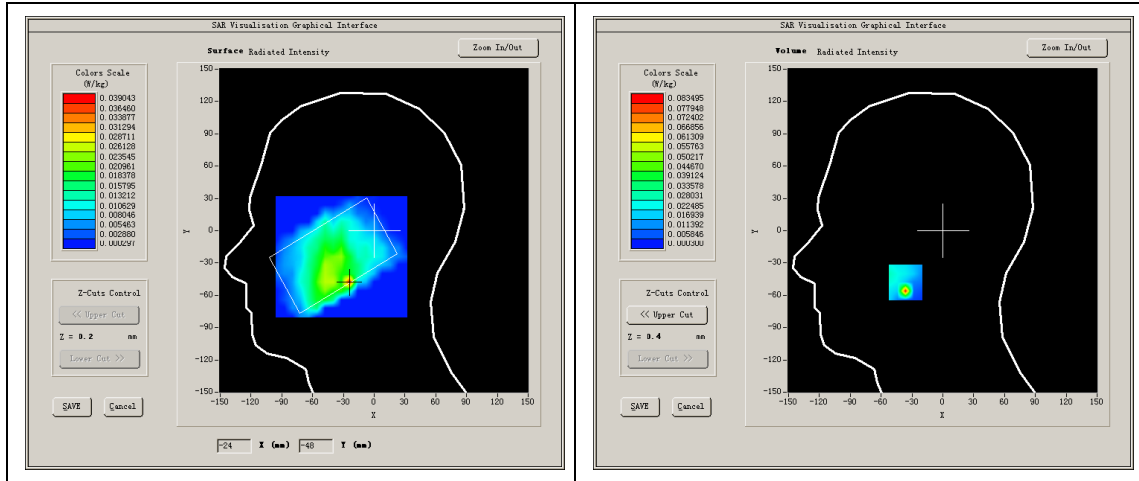 SAR Visualisation Graphical Interface
Surface Radiated Intensity
Zoom In/Out
Colors Scale
(W/kg)
0.039043
0.036460
0.033877
0.031294
0.028711
0.026128
0.023545
0.020961
0.018378
0.015795
0.013212
0.010629
0.008046
0.005463
0.002880
0.000297
Z-Cuts Control
<< Upper Cut
Z = 0.2 mm
Lower Cut >>
SAVE Cancel
150
120
90
60
30
0
-30
-60
-90
-120
-150
Y
-150 -120 -90 -60 -30 0 30 60 90 120 150
X
-24 X (mm) -48 Y (mm)
SAR Visualisation Graphical Interface
Volume Radiated Intensity
Zoom In/Out
Colors Scale
(W/kg)
0.083495
0.077948
0.072402
0.066856
0.061309
0.055763
0.050217
0.044670
0.039124
0.033578
0.028031
0.022485
0.016939
0.011392
0.005846
0.000300
Z-Cuts Control
<< Upper Cut
Z = 0.4 mm
Lower Cut >>
SAVE Cancel
150
120
90
60
30
0
-30
-60
-90
-120
-150
Y
-150 -120 -90 -60 -30 0 30 60 90 120 150
X